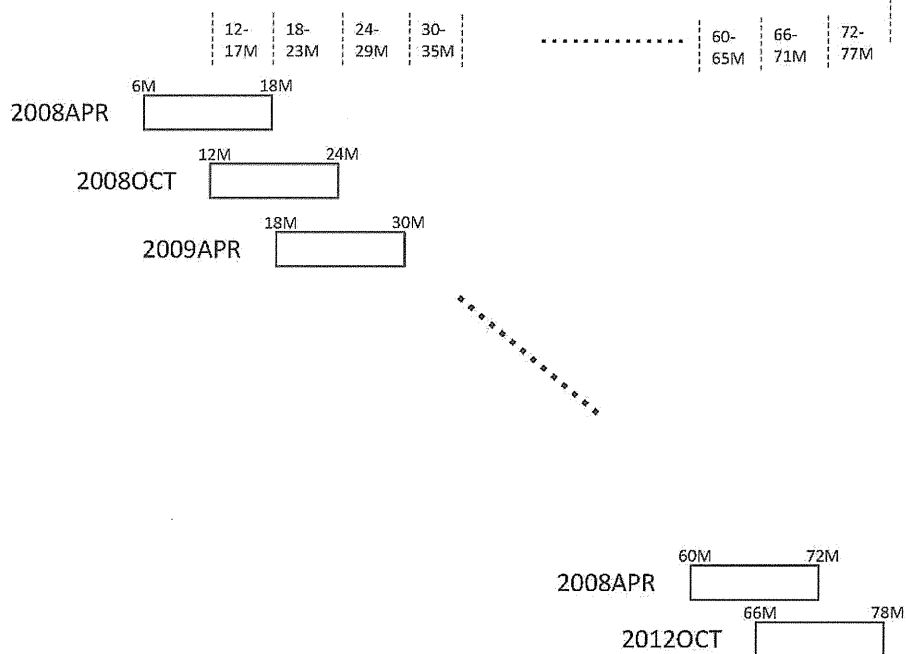 12- 18- 24- 30- 60- 66- 72-
17M 23M 29M 35M 65M 71M 77M
6M 18M
2008APR
12M 24M
2008OCT
18M 30M
2009APR
60M 72M
2008APR
66M 78M
2012OCT